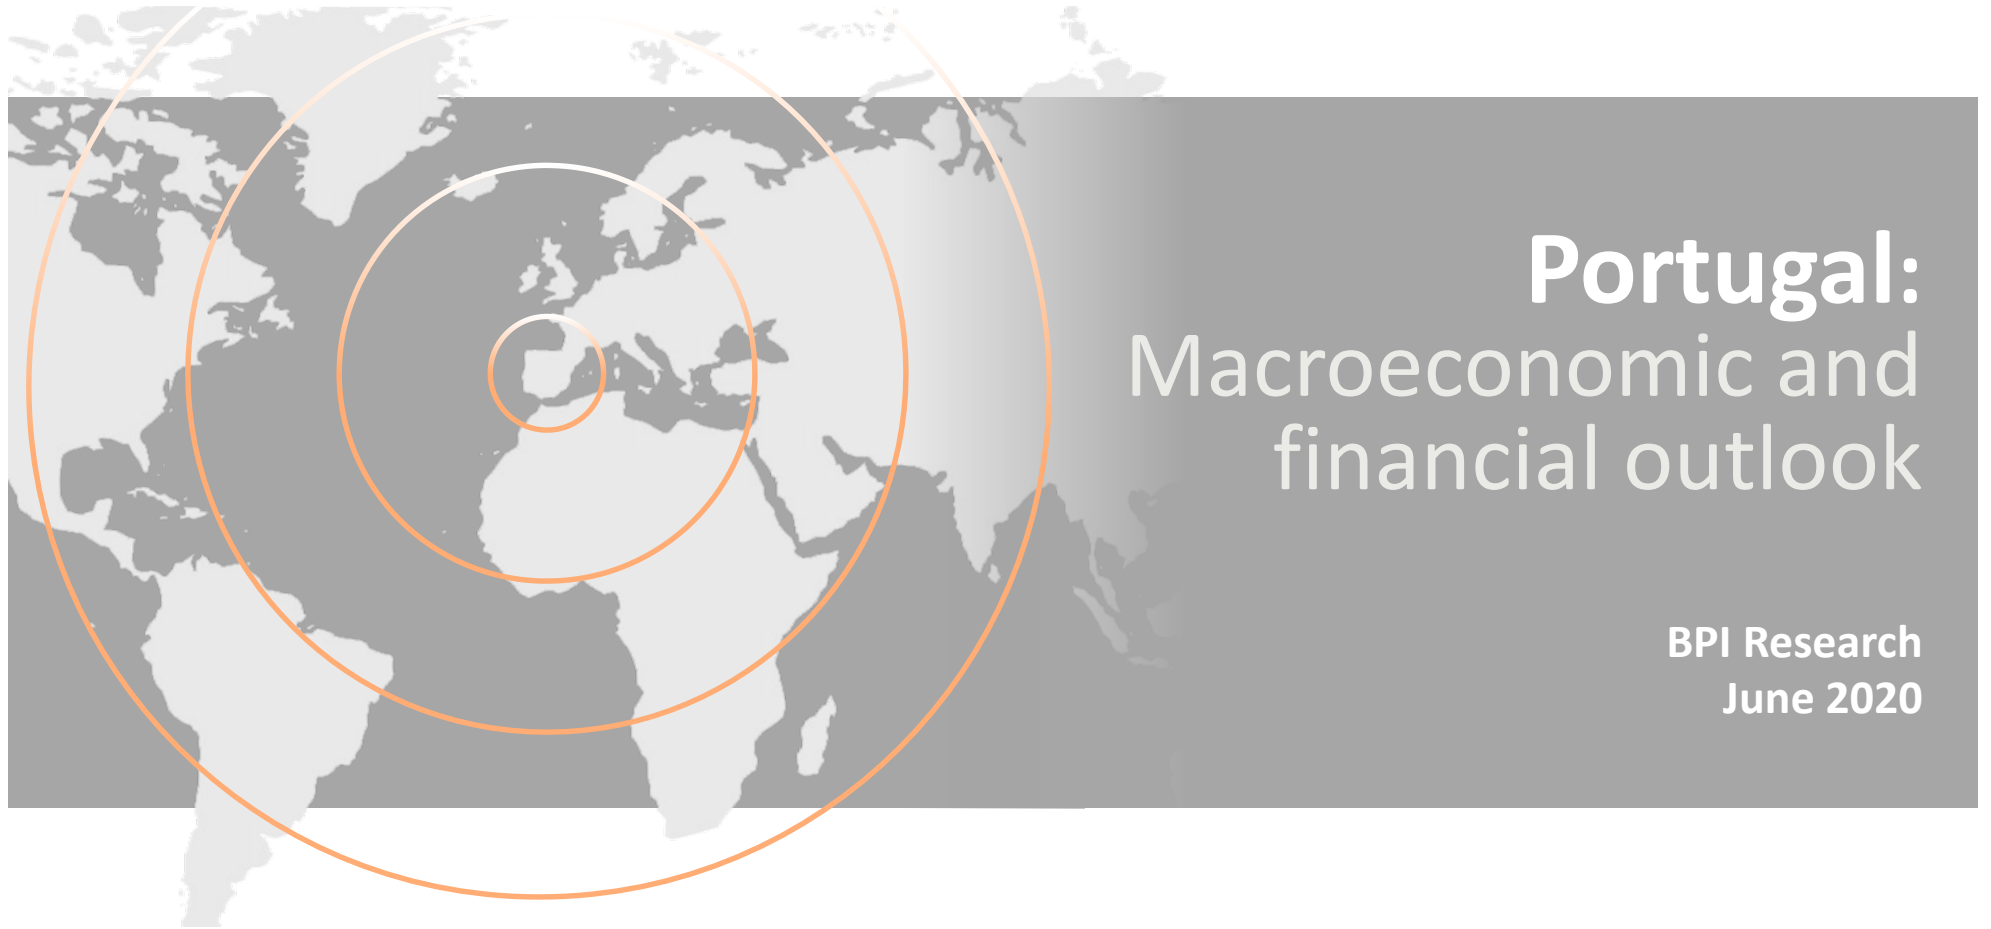 Portugal:
Macroeconomic and
financial outlook
BPI Research
June 2020